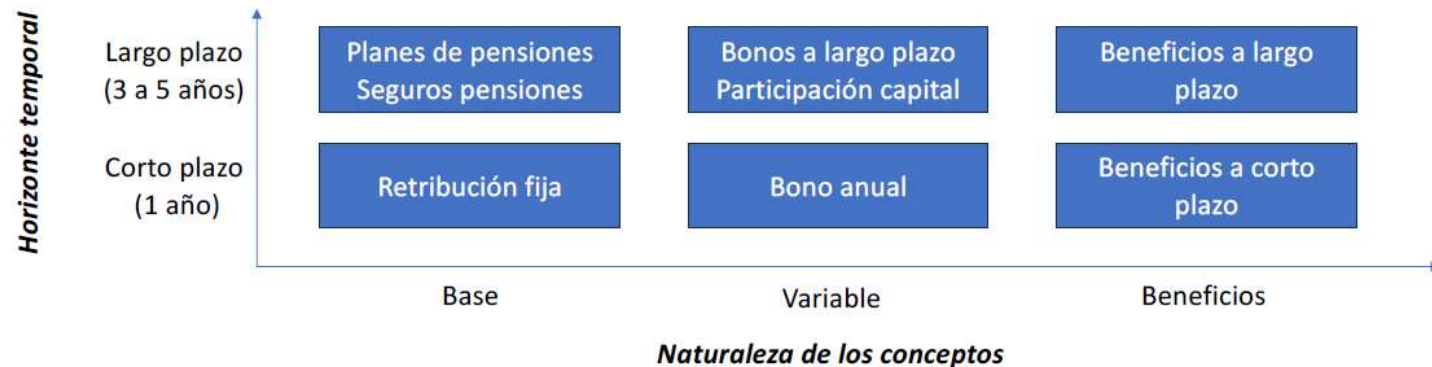 Horizonte temporal
Largo plazo
(3 a 5 años)
Planes de pensiones
Seguros pensiones
Bonos a largo plazo
Participación capital
Beneficios a largo
plazo
Corto plazo
(1 año)
Retribución fija
Bono anual
Beneficios a corto
plazo
Base
Variable
Beneficios
Naturaleza de los conceptos